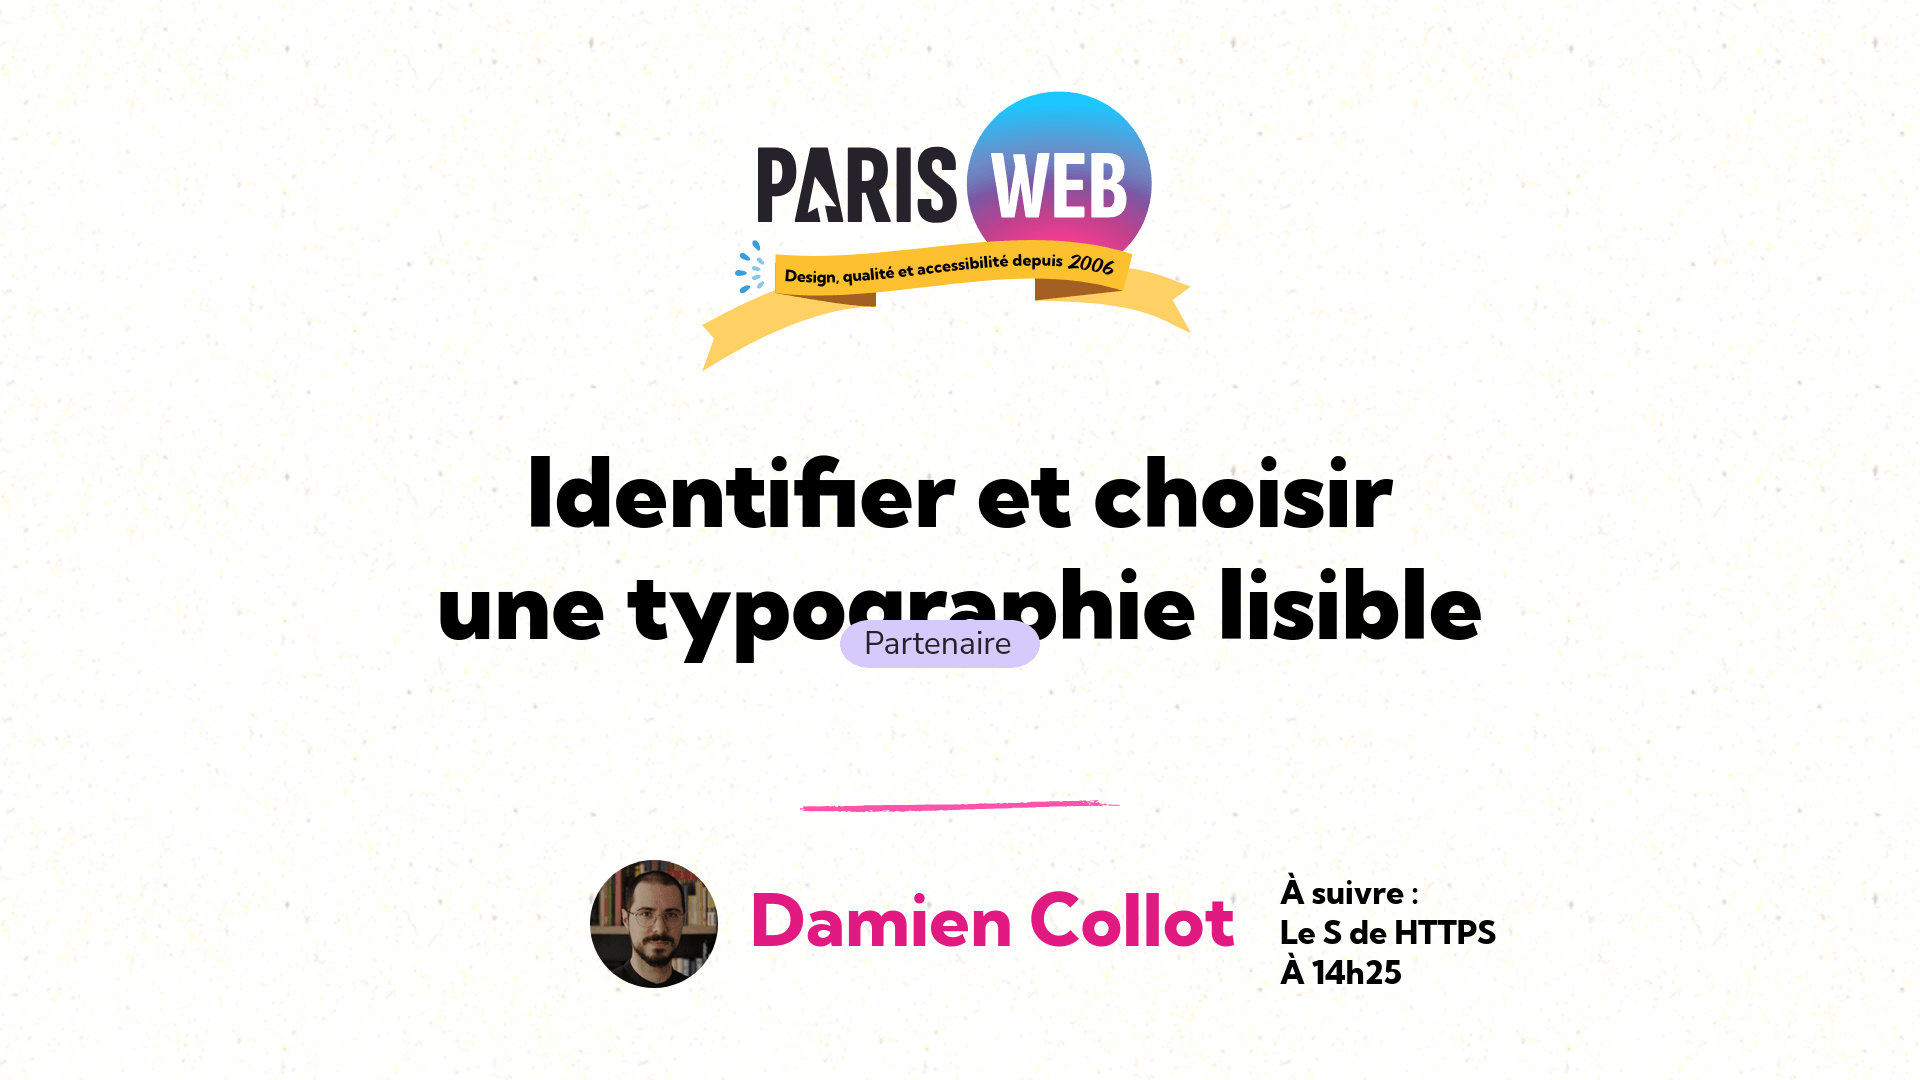 PARIS WEB
Design, qualité et accessibilité depuis 2006
Identifier et choisir
une typographie lisible
Partenaire
Damien Collot
À suivre :
Le S de HTTPS
À 14h25